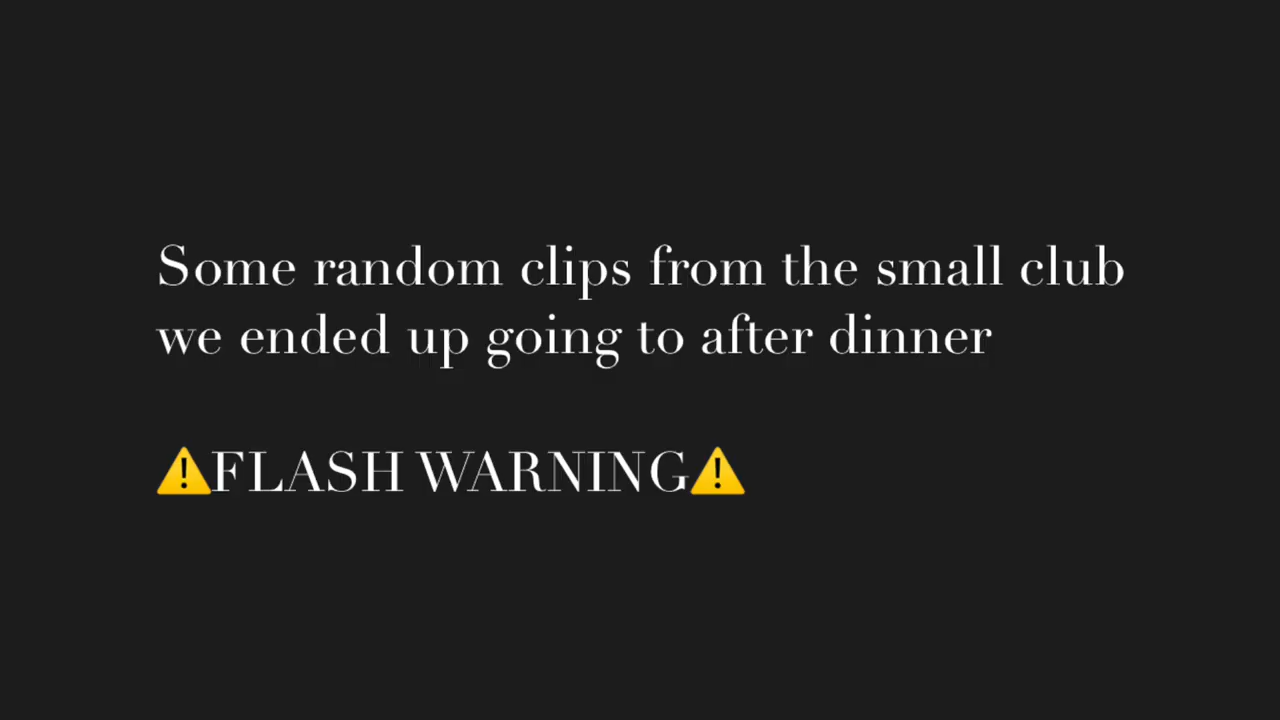 Some random clips from the small club
we ended up going to after dinner
⚠️FLASH WARNING⚠️